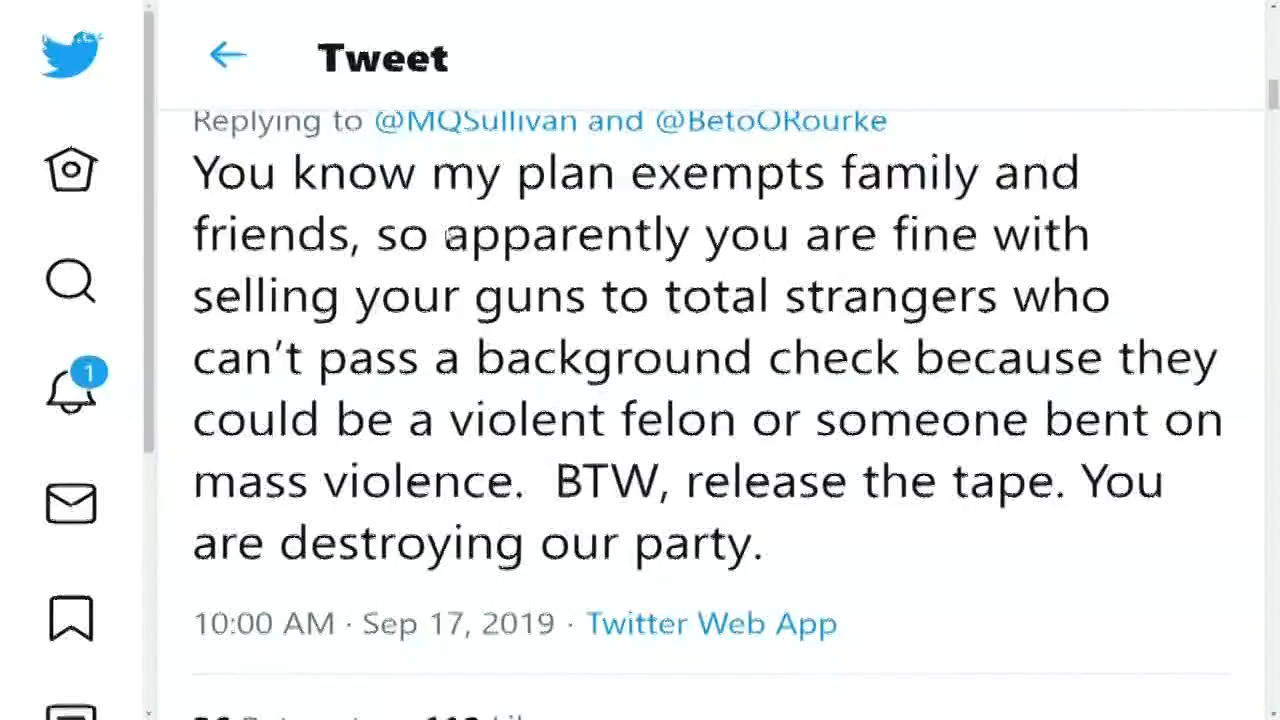 Tweet
Replying to @MQSullivan and @BetoORourke
You know my plan exempts family and
friends, so apparently you are fine with
selling your guns to total strangers who
can't pass a background check because they
could be a violent felon or someone bent on
mass violence.  BTW, release the tape. You
are destroying our party.
1
10:00 AM · Sep 17, 2019 · Twitter Web App